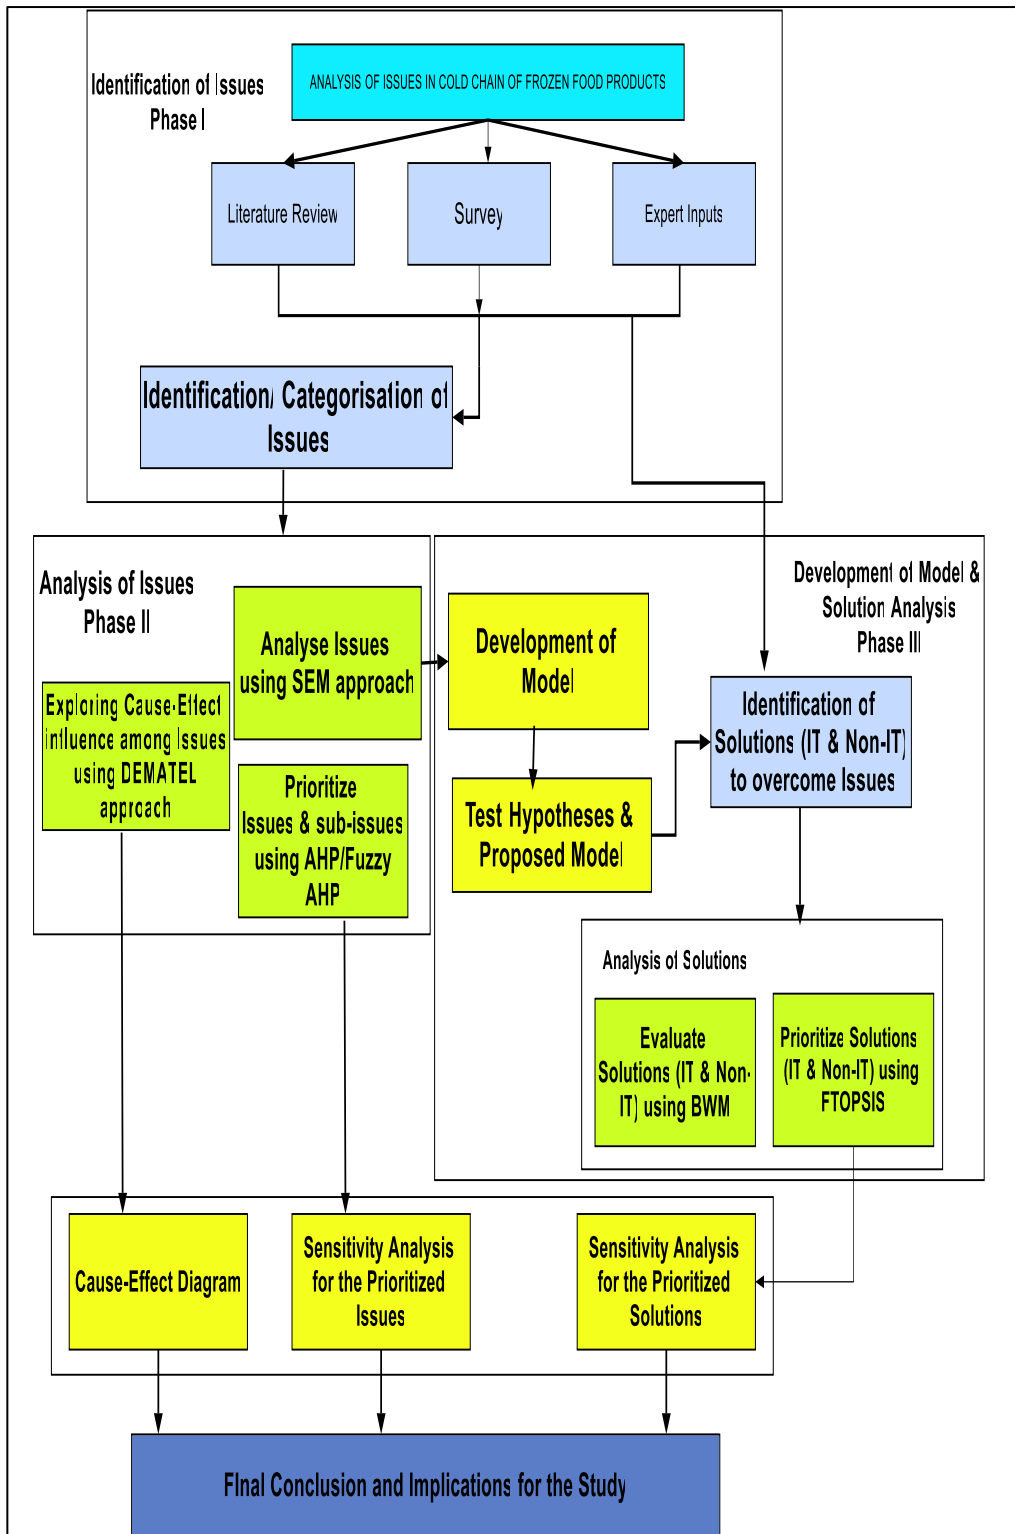 ANALYSIS OF ISSUES IN COLD CHAIN OF FROZEN FOOD PRODUCTS
Identification of Issues
Phase I
Literature Review
Survey
Expert Inputs
Identification/ Categorisation of
Issues
Analysis of Issues
Phase II
Analyse Issues
using SEM approach
Exploring Cause-Effect
influence among Issues
using DEMATEL
approach
Prioritize
Issues & sub-issues
using AHP/Fuzzy
AHP
Development of Model &
Solution Analysis
Phase III
Development of
Model
Test Hypotheses &
Proposed Model
Identification of
Solutions (IT & Non-IT)
to overcome Issues
Analysis of Solutions
Evaluate
Solutions (IT & Non-
IT) using BWM
Prioritize Solutions
(IT & Non-IT) using
FTOPSIS
Cause-Effect Diagram
Sensitivity Analysis
for the Prioritized
Issues
Sensitivity Analysis
for the Prioritized
Solutions
FInal Conclusion and Implications for the Study